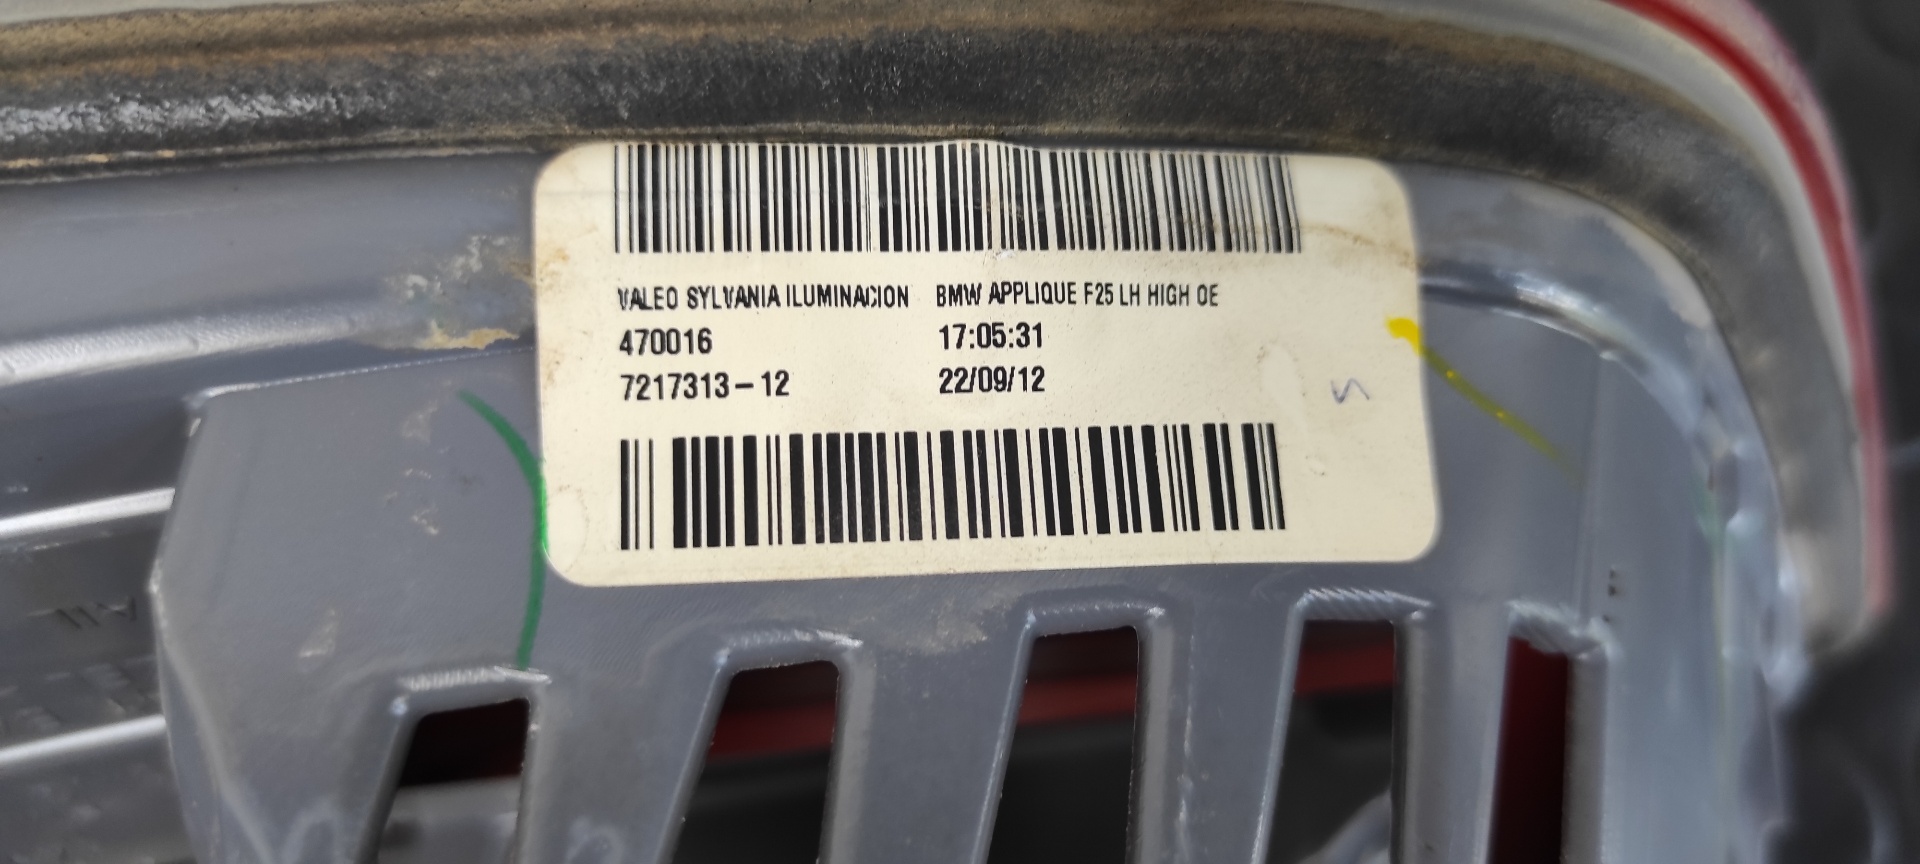 VALEO SYLVANIA ILUMINACION BMW APPLIQUE F25 LH HIGH OE
470016 17:05:31
7217313-12 22/09/12